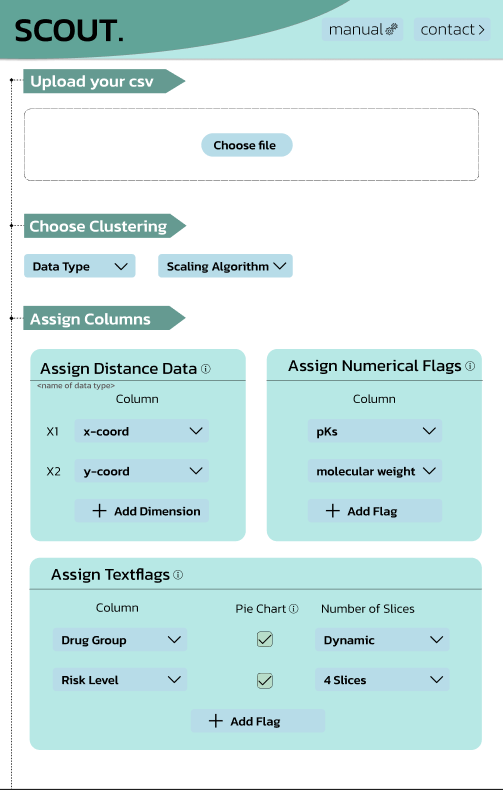 SCOUT.
manual
contact
Upload your csv
Choose file
Choose Clustering
Data Type
Scaling Algorithm
Assign Columns
Assign Distance Data
<name of data type>
Column
X1 x-coord
X2 y-coord
Add Dimension
Assign Numerical Flags
Column
pKs
molecular weight
Add Flag
Assign Textflags
Column Pie Chart Number of Slices
Drug Group Dynamic
Risk Level 4 Slices
Add Flag